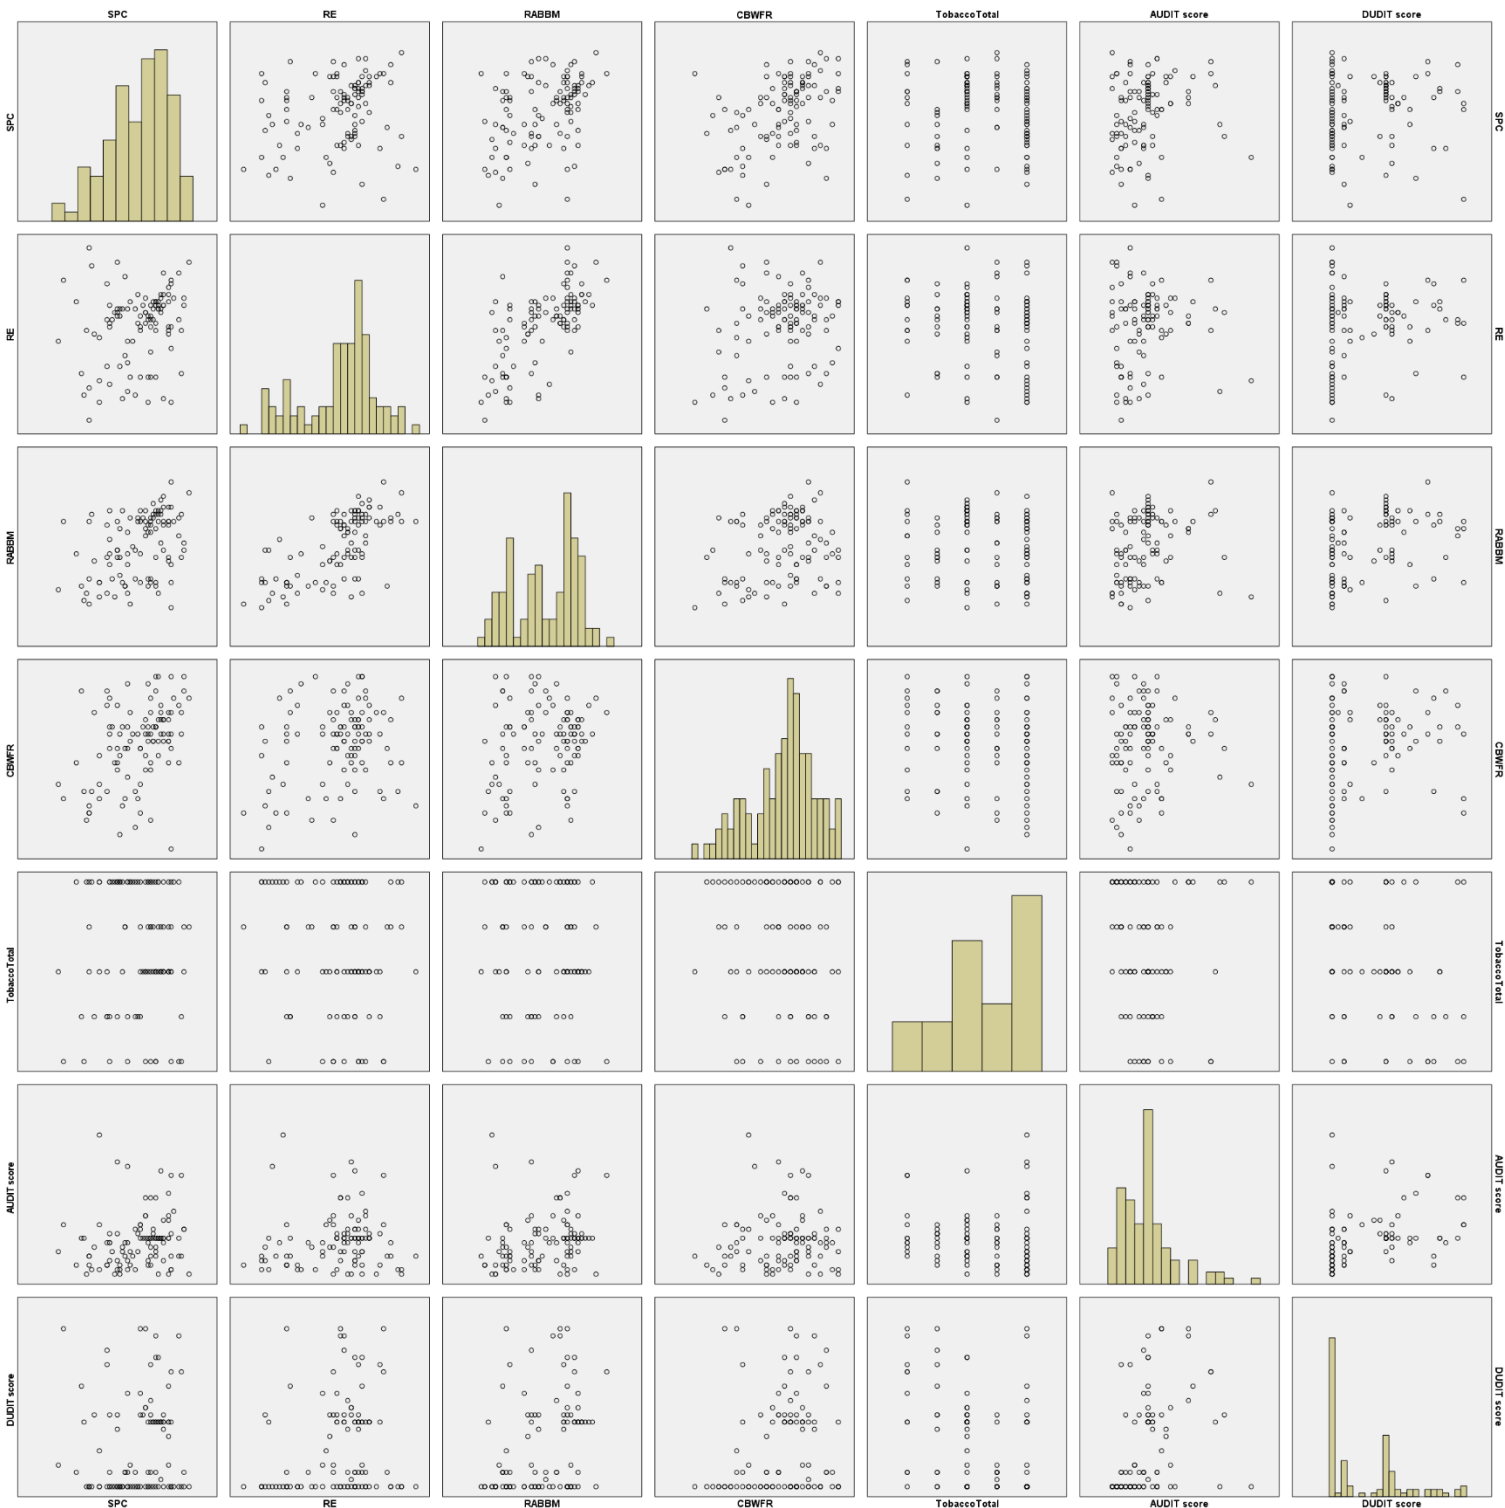 SPC RE RABBM CBWFR TobaccoTotal AUDIT score DUDIT score
SPC SPC
RE RE
RABBM RABBM
CBWFR CBWFR
TobaccoTotal TobaccoTotal
AUDIT score AUDIT score
DUDIT score DUDIT score
SPC RE RABBM CBWFR TobaccoTotal AUDIT score DUDIT score